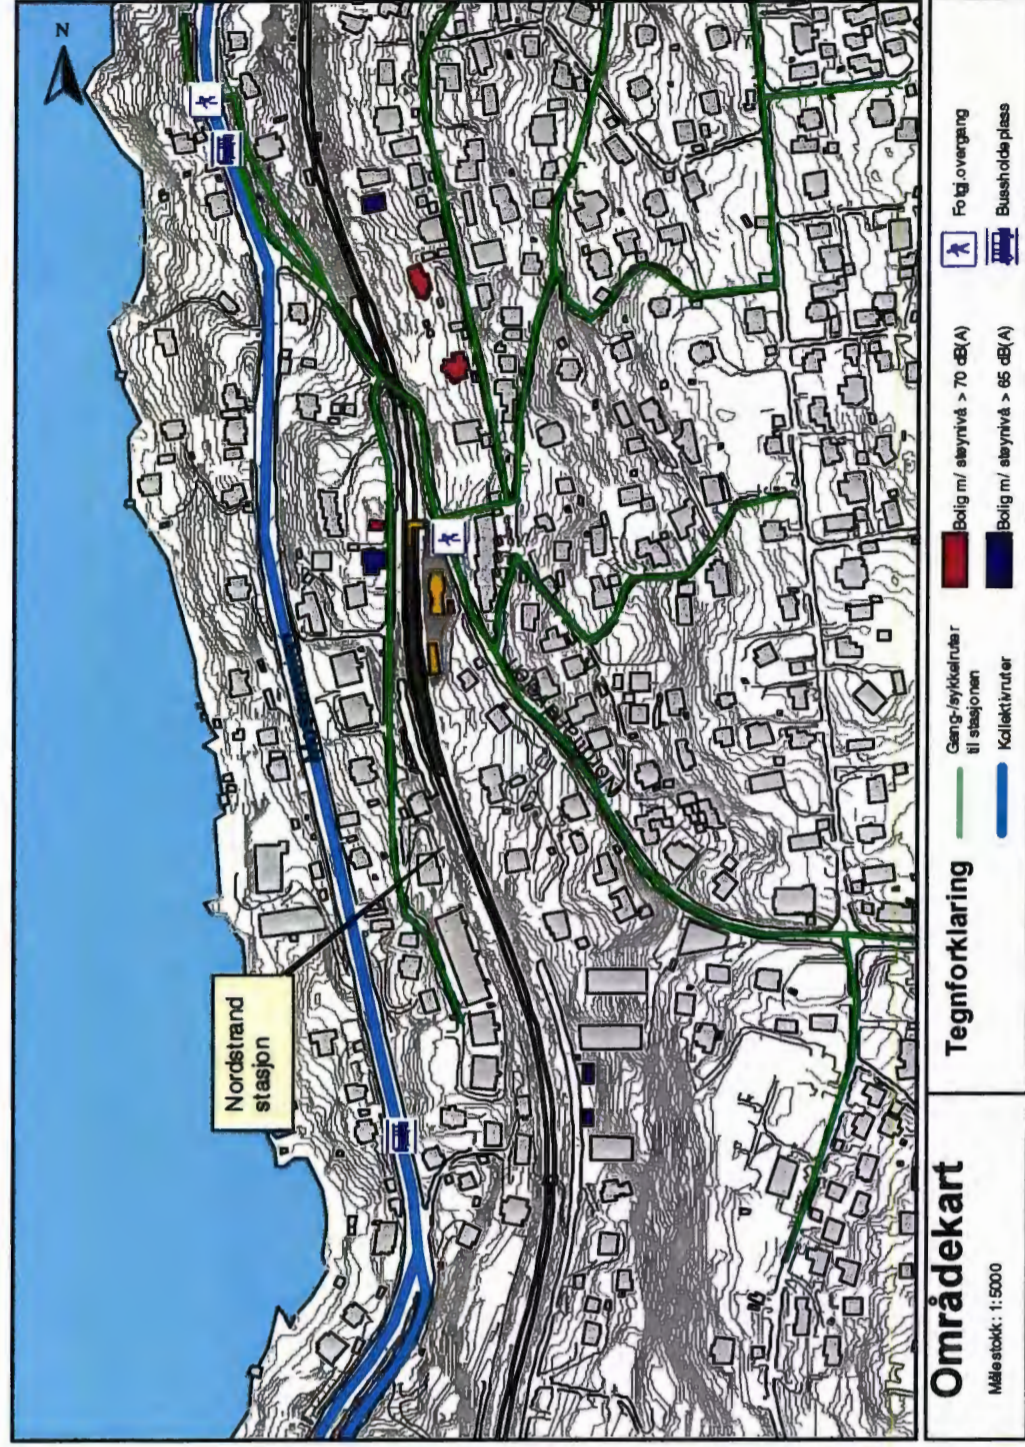 N
Nordstrand
stasjon
Områdekart
Målestokk: 1:5000
Tegnforklaring
Gang-/sykkelruter
til stasjonen
Kollektivruter
Bolig m/ støynivå > 70 dB(A)
Bolig m/ støynivå > 65 dB(A)
Fotgj.overgang
Bussholdeplass